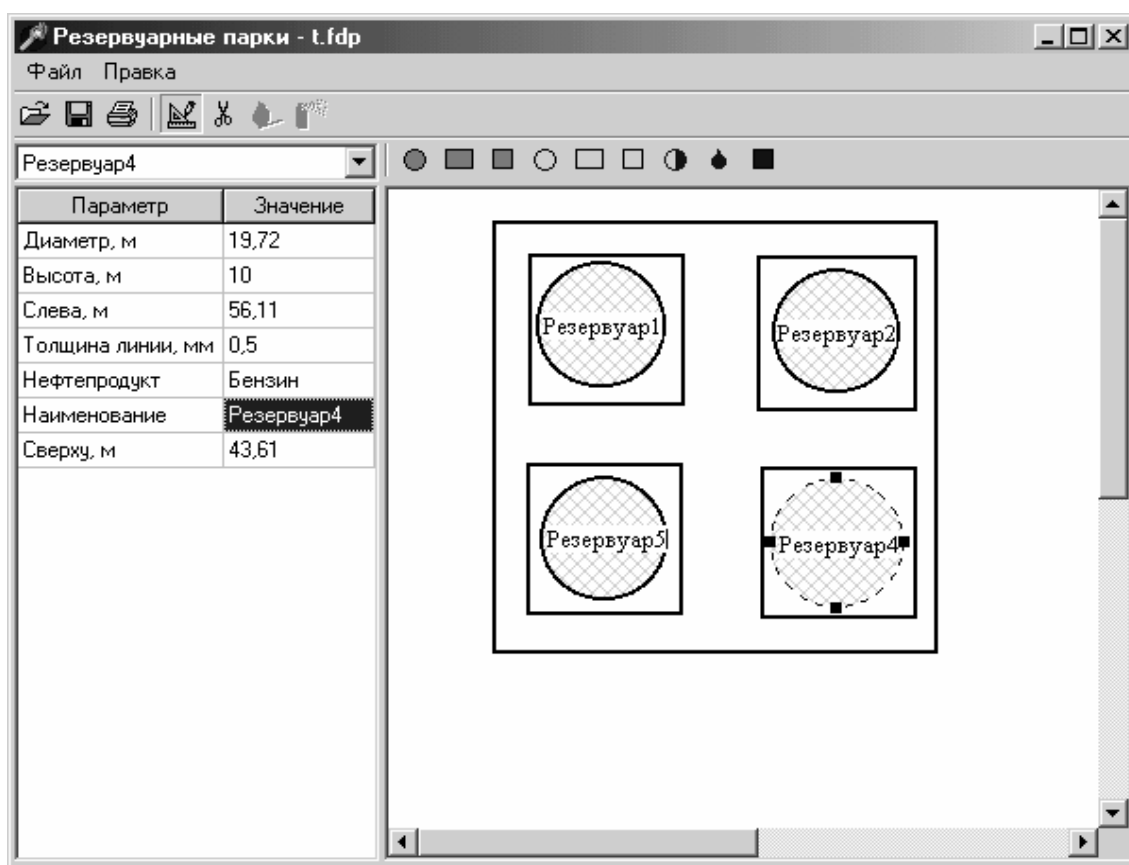 Резервуарные парки - t.fdp
Файл Правка
Резервуар4
Параметр Значение
Диаметр, м 19,72
Высота, м 10
Слева, м 56,11
Толщина линии, мм 0,5
Нефтепродукт Бензин
Наименование Резервуар4
Сверху, м 43,61
Резервуар1 Резервуар2
Резервуар5 Резервуар4